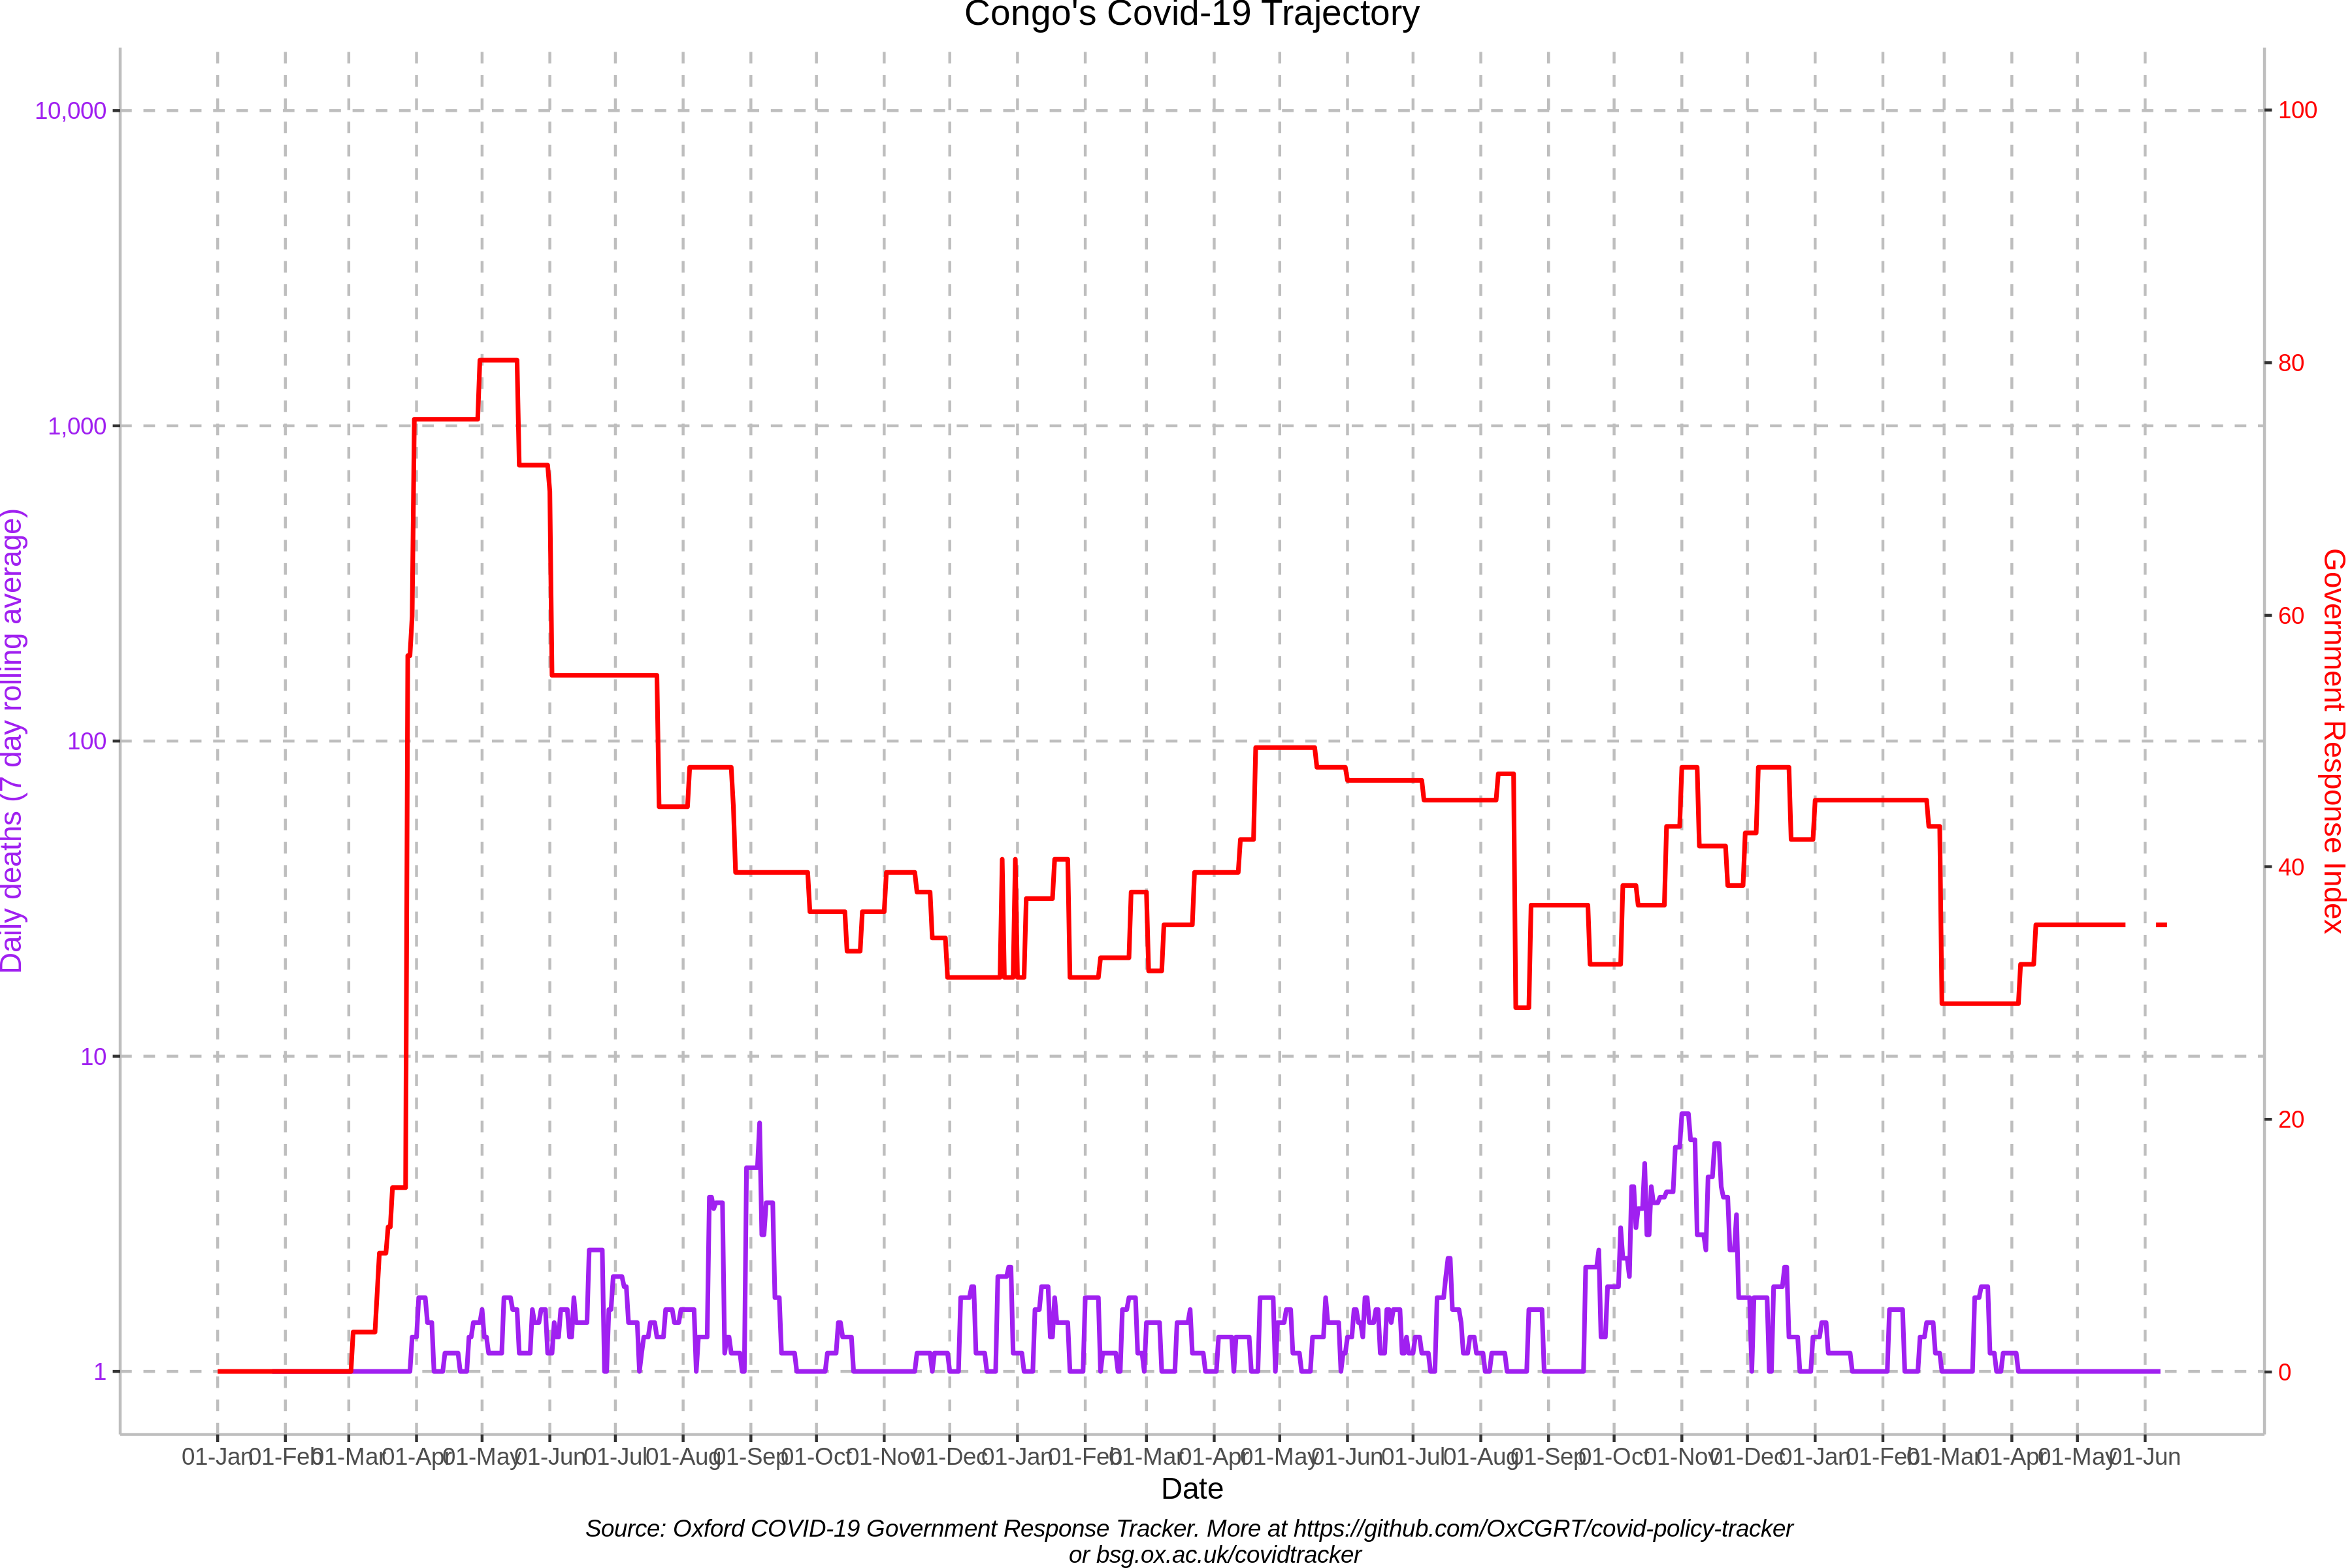 Congo's Covid-19 Trajectory
10,000
1,000
100
10
1
Daily deaths (7 day rolling average)
100
80
60
40
20
0
Government Response Index
01-Jan 01-Feb 01-Mar 01-Apr 01-May 01-Jun 01-Jul 01-Aug 01-Sep 01-Oct 01-Nov 01-Dec 01-Jan 01-Feb 01-Mar 01-Apr 01-May 01-Jun 01-Jul 01-Aug 01-Sep 01-Oct 01-Nov 01-Dec 01-Jan 01-Feb 01-Mar 01-Apr 01-May 01-Jun
Date
Source: Oxford COVID-19 Government Response Tracker. More at https://github.com/OxCGRT/covid-policy-tracker
or bsg.ox.ac.uk/covidtracker